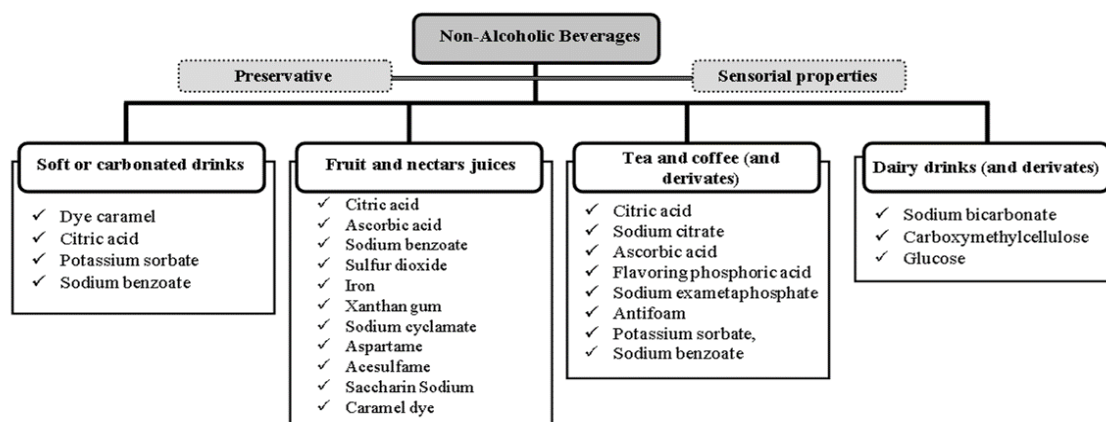 Non-Alcoholic Beverages
Preservative
Sensorial properties
Soft or carbonated drinks
✓ Dye caramel
✓ Citric acid
✓ Potassium sorbate
✓ Sodium benzoate
Fruit and nectars juices
✓ Citric acid
✓ Ascorbic acid
✓ Sodium benzoate
✓ Sulfur dioxide
✓ Iron
✓ Xanthan gum
✓ Sodium cyclamate
✓ Aspartame
✓ Acesulfame
✓ Saccharin Sodium
✓ Caramel dye
Tea and coffee (and
derivates)
✓ Citric acid
✓ Sodium citrate
✓ Ascorbic acid
✓ Flavoring phosphoric acid
✓ Sodium exametaphosphate
✓ Antifoam
✓ Potassium sorbate,
✓ Sodium benzoate
Dairy drinks (and derivates)
✓ Sodium bicarbonate
✓ Carboxymethylcellulose
✓ Glucose